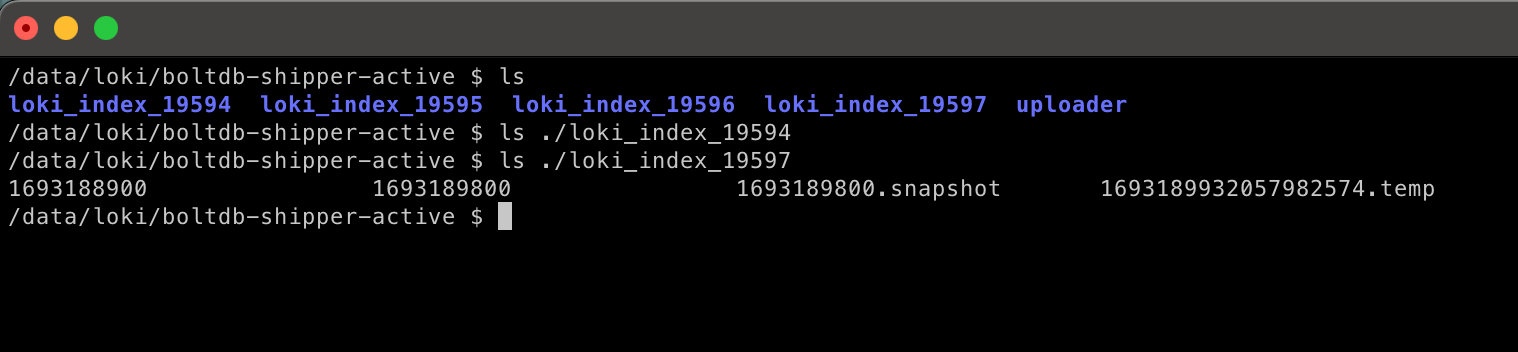 /data/loki/boltdb-shipper-active $ ls
loki_index_19594  loki_index_19595  loki_index_19596  loki_index_19597  uploader
/data/loki/boltdb-shipper-active $ ls ./loki_index_19594
/data/loki/boltdb-shipper-active $ ls ./loki_index_19597
1693188900                1693189800                1693189800.snapshot       1693189932057982574.temp
/data/loki/boltdb-shipper-active $